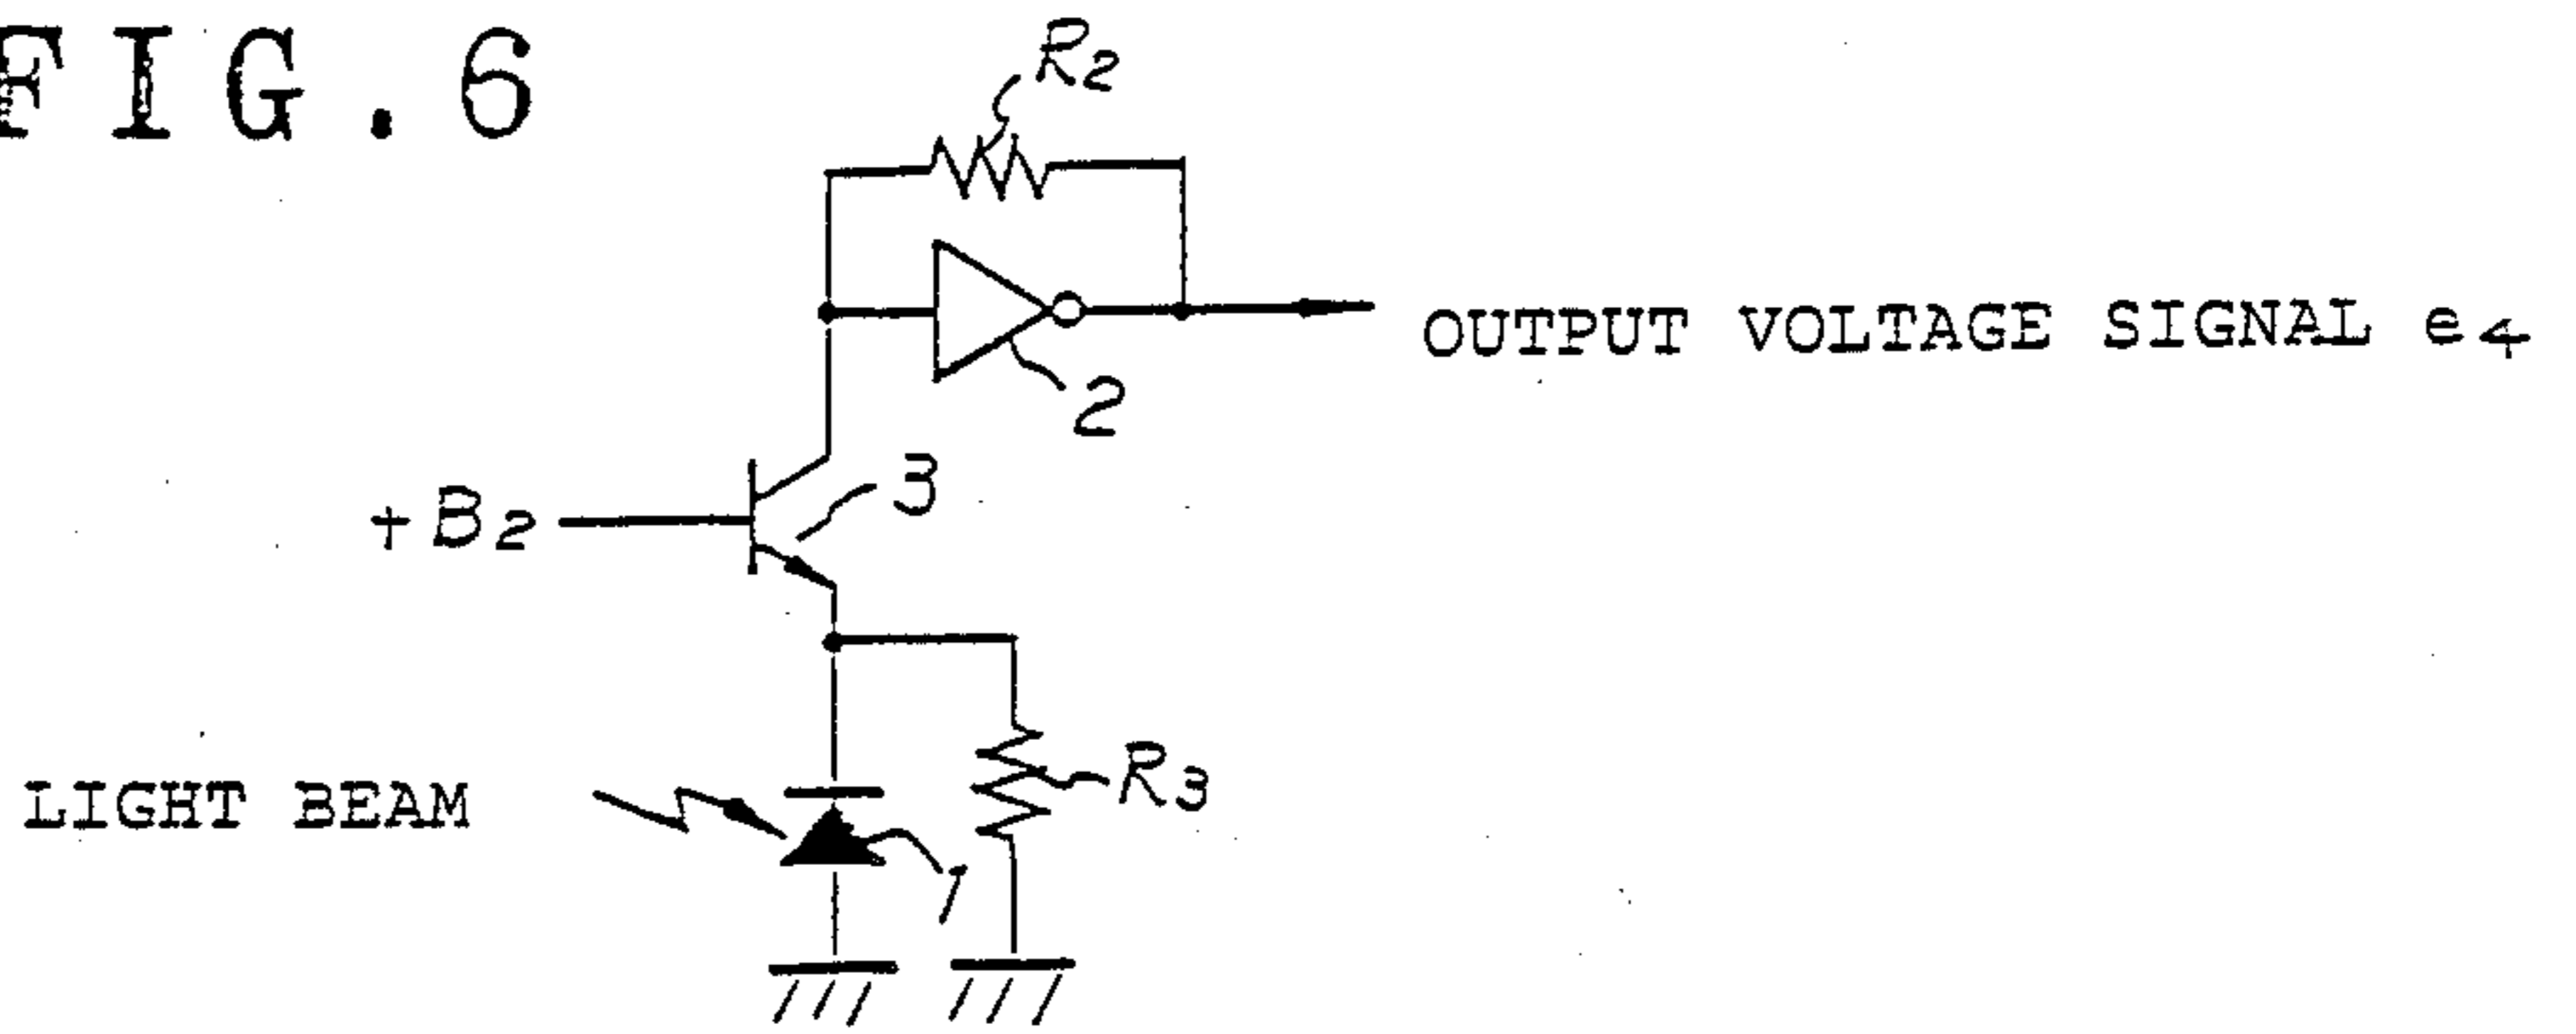 FIG.6
R2
OUTPUT VOLTAGE SIGNAL e4
2
3
+B2
R3
LIGHT BEAM
1